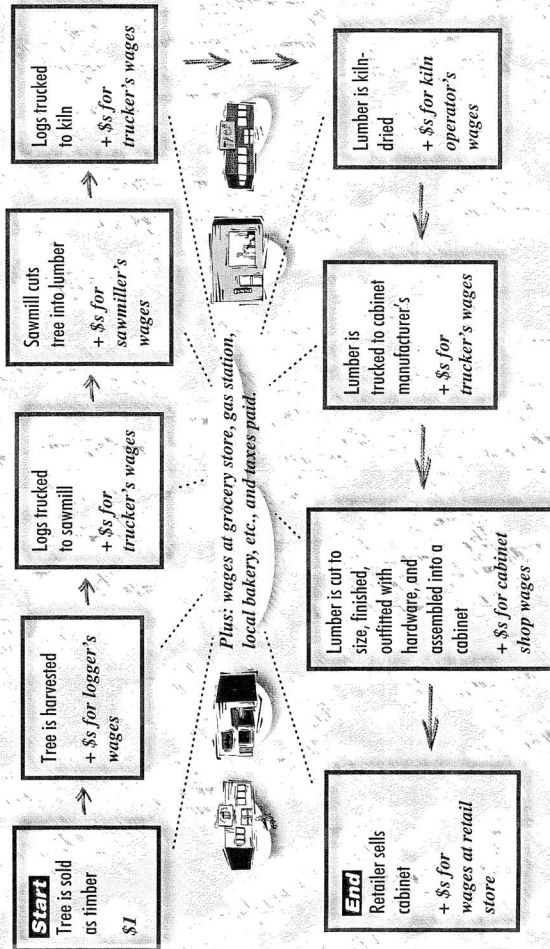 Start
Tree is sold
as timber
$1
Tree is harvested
+ $s for logger's
wages
Logs trucked
to sawmill
+ $s for
trucker's wages
Sawmill cuts
tree into lumber
+ $s for
sawmiller's
wages
Logs trucked
to kiln
+ $s for
trucker's wages
Plus: wages at grocery store, gas station,
local bakery, etc., and taxes paid.
Lumber is kiln-
dried
+ $s for kiln
operator's
wages
Lumber is
trucked to cabinet
manufacturer's
+ $s for
trucker's wages
Lumber is cut to
size, finished,
outfitted with
hardware, and
assembled into a
cabinet
+ $s for cabinet
shop wages
End
Retailer sells
cabinet
+ $s for
wages at retail
store